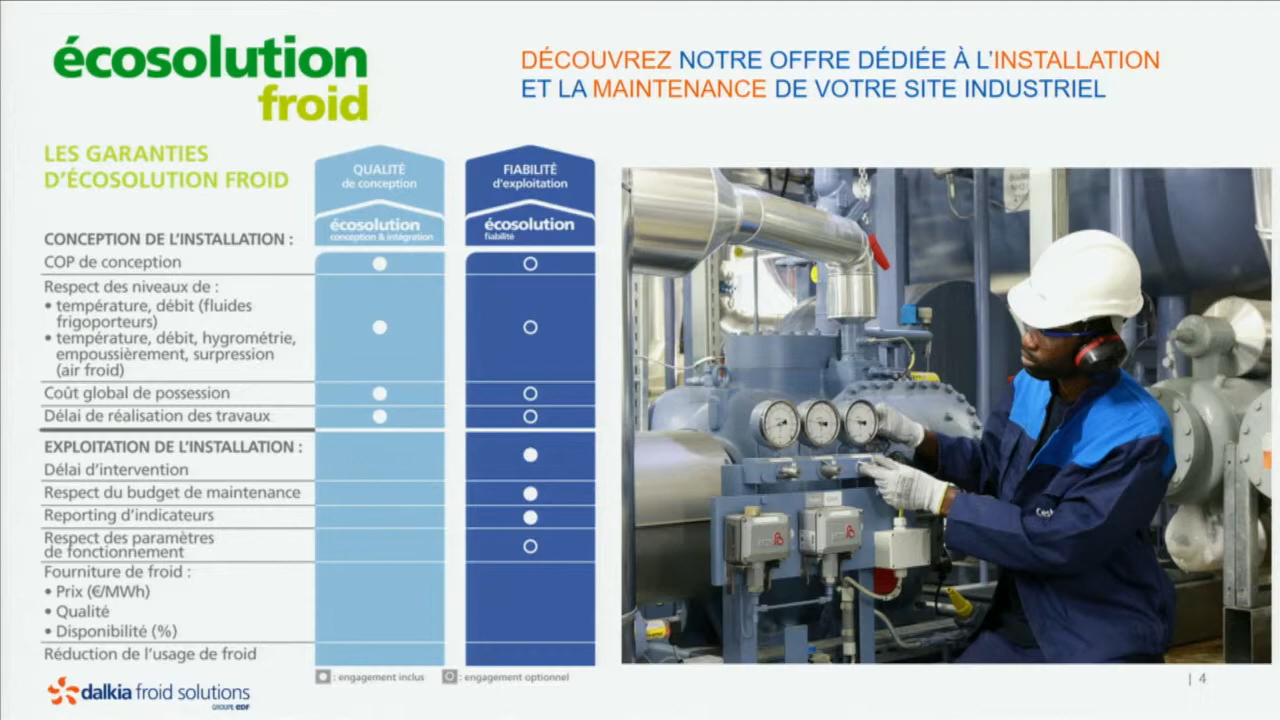 écosolution
froid
DÉCOUVREZ NOTRE OFFRE DÉDIÉE À L'INSTALLATION
ET LA MAINTENANCE DE VOTRE SITE INDUSTRIEL
LES GARANTIES
D'ÉCOSOLUTION FROID
QUALITÉ
de conception
écosolution
conception & intégration
FIABILITÉ
d'exploitation
écosolution
fiabilité
CONCEPTION DE L'INSTALLATION :
COP de conception
Respect des niveaux de :
• température, débit (fluides
frigoporteurs)
• température, débit, hygrométrie,
empoussièrement, surpression
(air froid)
Coût global de possession
Délai de réalisation des travaux
EXPLOITATION DE L'INSTALLATION :
Délai d'intervention
Respect du budget de maintenance
Reporting d'indicateurs
Respect des paramètres
de fonctionnement
Fourniture de froid :
• Prix (€/MWh)
• Qualité
• Disponibilité (%)
Réduction de l'usage de froid
: engagement inclus
: engagement optionnel
dalkia froid solutions
GROUPE EDF
| 4